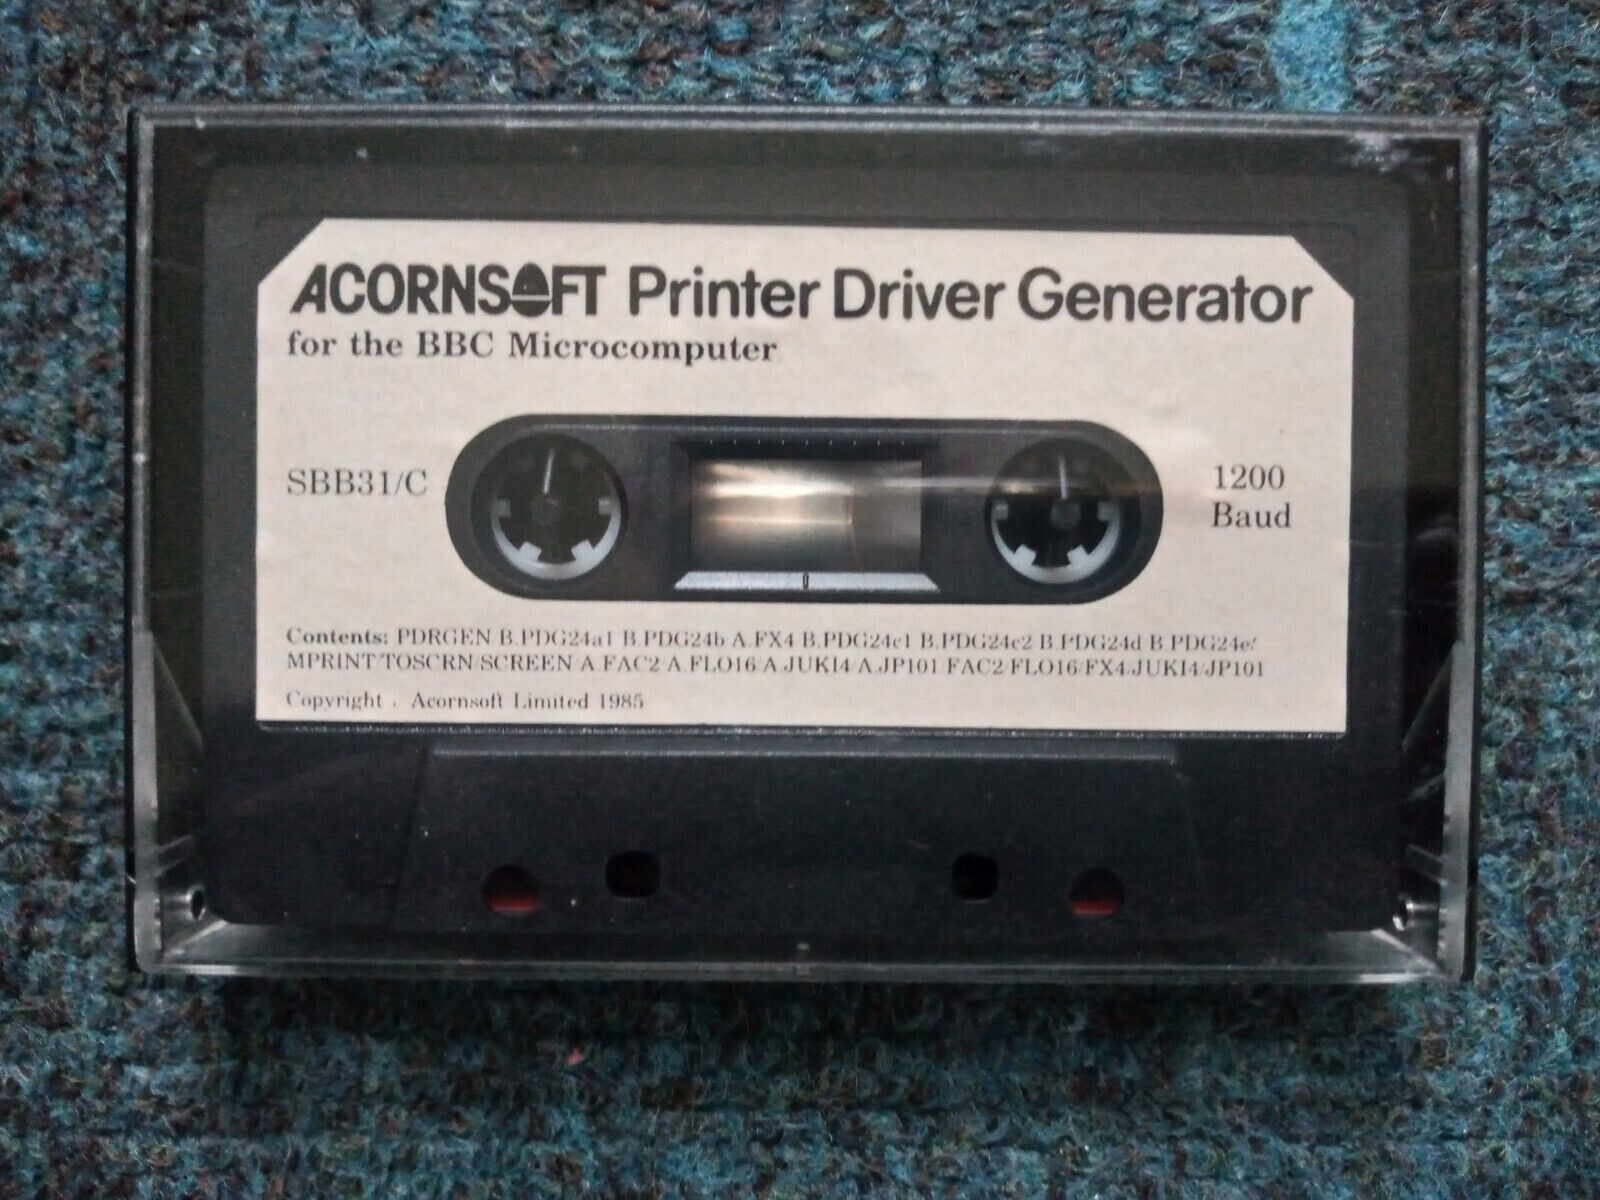 ACORNSOFT Printer Driver Generator
for the BBC Microcomputer
SBB31/C
1200
Baud
0
Contents: PDRGEN B.PDG24a1 B.PDG24b A.FX4 B.PDG24c1 B.PDG24c2 B.PDG24d B.PDG24e/
MPRINT/TOSCRN/SCREEN A.FAC2 A.FLO16/A.JUKI4 A.JP101 FAC2/FLO16/FX4/JUKI4/JP101
Copyright . Acornsoft Limited 1985